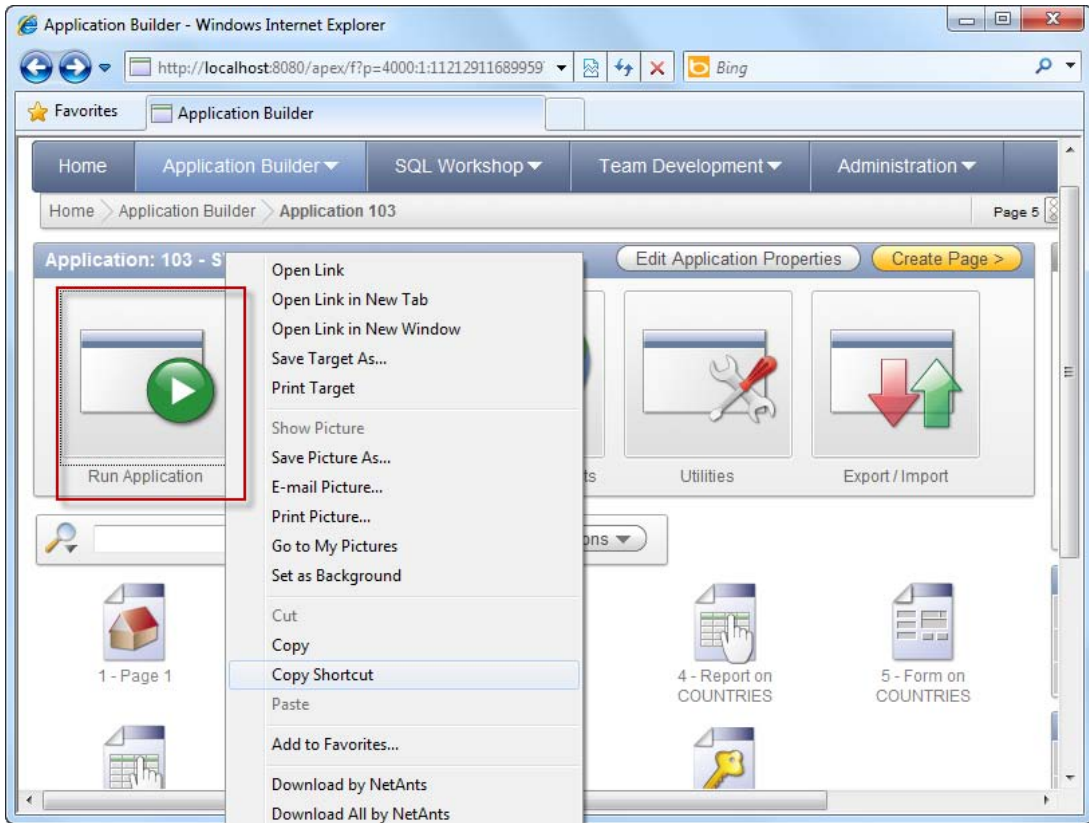 Application Builder - Windows Internet Explorer
http://localhost:8080/apex/f?p=4000:1:11212911689959 Bing
Favorites Application Builder
Home Application Builder SQL Workshop Team Development Administration
Home Application Builder Application 103 Page 5
Application: 103 - S Edit Application Properties Create Page >
Open Link
Open Link in New Tab
Open Link in New Window
Save Target As...
Print Target
Show Picture
Save Picture As...
E-mail Picture...
Print Picture...
Go to My Pictures
Set as Background
Cut
Copy
Copy Shortcut
Paste
Add to Favorites...
Download by NetAnts
Download All by NetAnts
Run Application ts Utilities Export / Import
ons
1 - Page 1 4 - Report on COUNTRIES 5 - Form on COUNTRIES